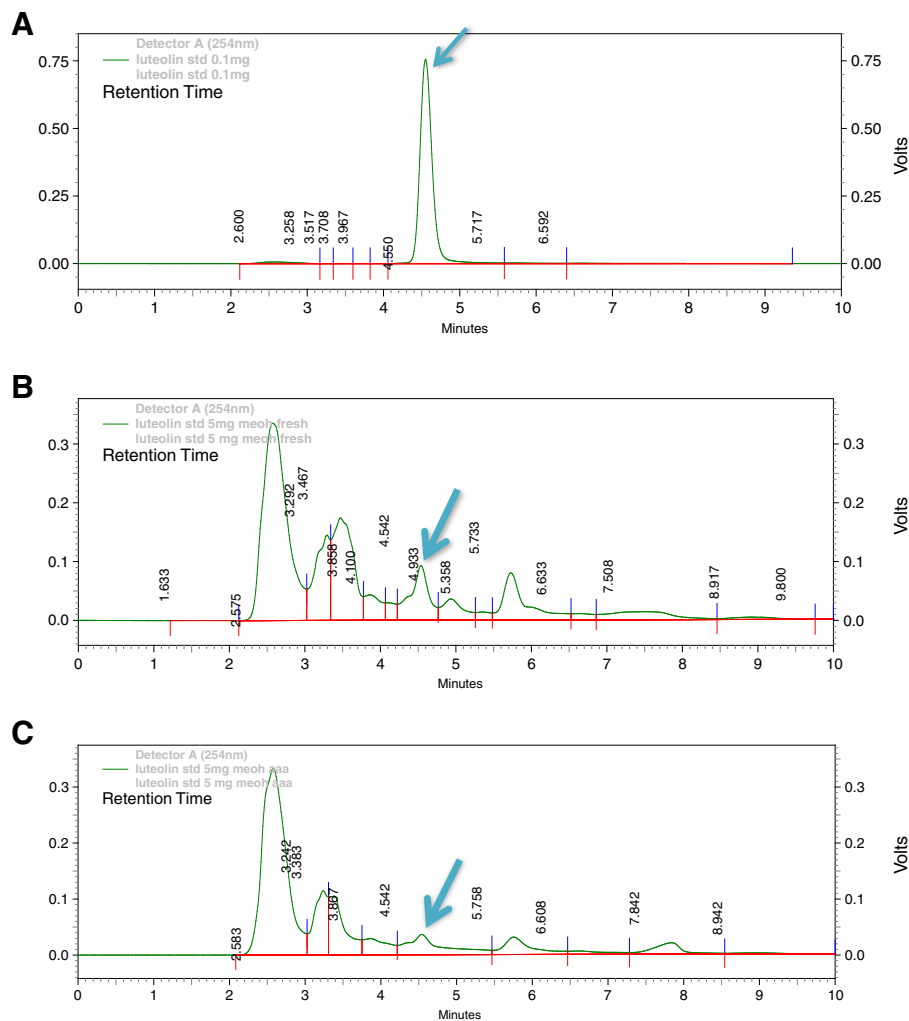 A
Detector A (254nm)
luteolin std 0.1mg
luteolin std 0.1mg
Retention Time
0.75
0.50
0.25
0.00
0.75
0.50
0.25
0.00
Volts
2.600
3.258
3.517
3.708
3.967
4.550
5.717
6.592
0 1 2 3 4 5 6 7 8 9 10
Minutes
B
Detector A (254nm)
luteolin std 5mg meoh fresh
luteolin std 5 mg meoh fresh
Retention Time
0.3
0.2
0.1
0.0
0.3
0.2
0.1
0.0
Volts
1.633
2.575
3.292
3.467
3.858
4.100
4.542
4.933
5.358
5.733
6.633
7.508
8.917
9.800
0 1 2 3 4 5 6 7 8 9 10
Minutes
C
Detector A (254nm)
luteolin std 5mg meoh aaa
luteolin std 5 mg meoh aaa
Retention Time
0.3
0.2
0.1
0.0
0.3
0.2
0.1
0.0
Volts
2.583
3.242
3.383
3.867
4.542
5.758
6.608
7.842
8.942
0 1 2 3 4 5 6 7 8 9 10
Minutes